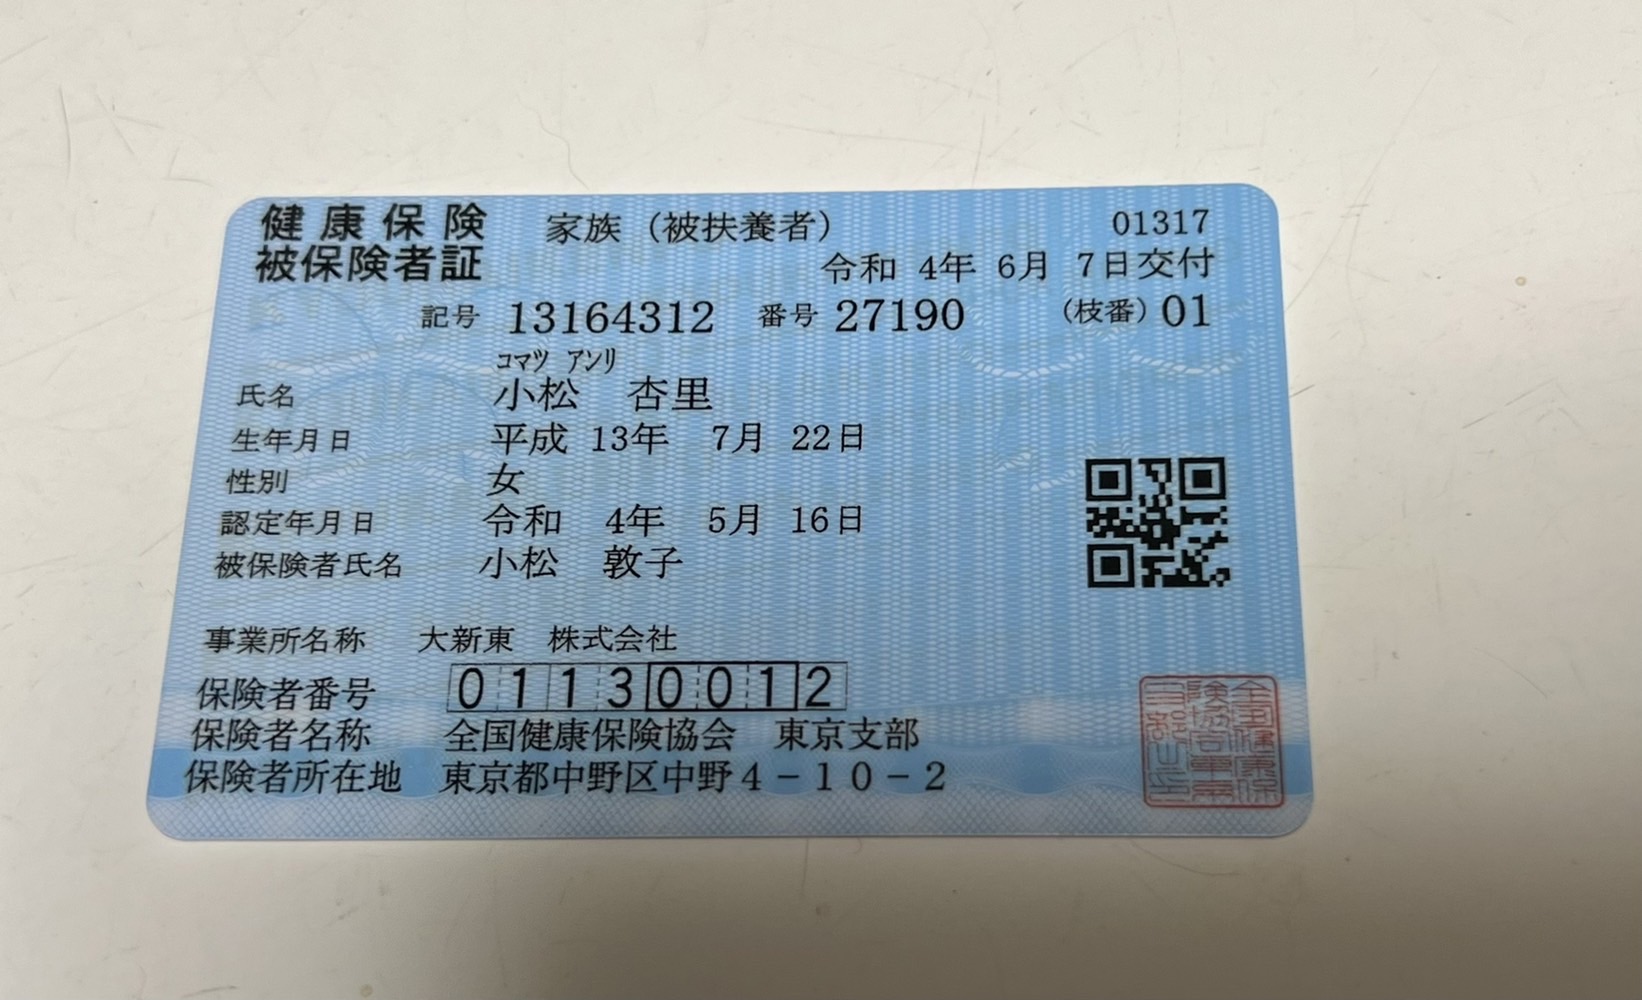 健康保険 家族（被扶養者） 01317
被保険者証 令和 4年 6月 7日交付
記号 13164312 番号 27190 （枝番）01
コマツ アンリ
氏名 小松 杏里
生年月日 平成 13年 7月 22日
性別 女
認定年月日 令和 4年 5月 16日
被保険者氏名 小松 敦子
事業所名称 大新東 株式会社
保険者番号 01130012
保険者名称 全国健康保険協会 東京支部
保険者所在地 東京都中野区中野4-10-2